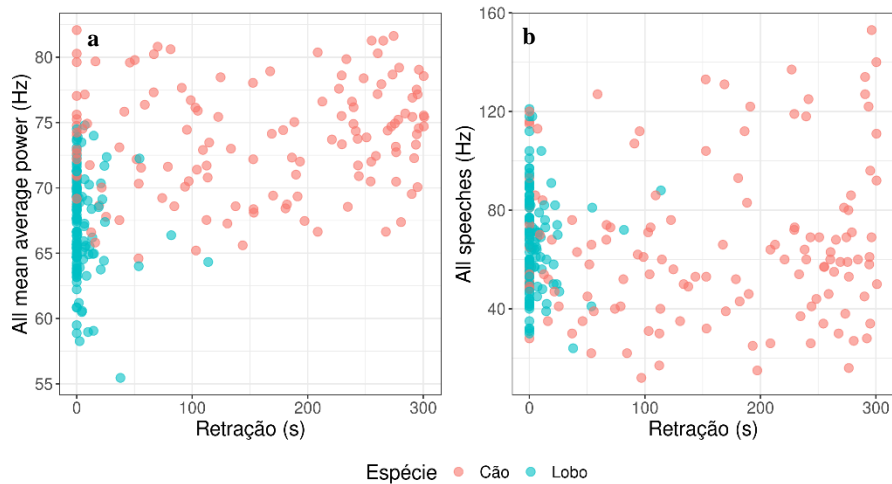 a
b
All mean average power (Hz)
80
75
70
65
60
55
0
100
200
300
Retração (s)
All speeches (Hz)
160
120
80
40
0
100
200
300
Retração (s)
Espécie Cão Lobo